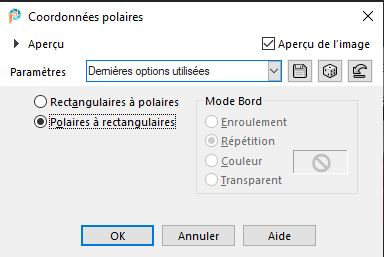 Coordonnées polaires
Aperçu
Aperçu de l'image
Paramètres
Dernières options utilisées
Rectangulaires à polaires
Polaires à rectangulaires
Mode Bord
Enroulement
Répétition
Couleur
Transparent
OK
Annuler
Aide